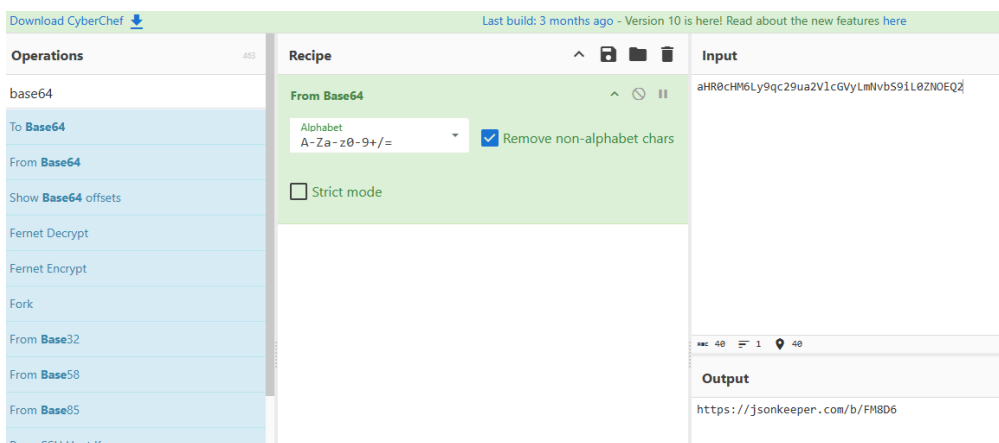 Download CyberChef
Last build: 3 months ago - Version 10 is here! Read about the new features here
Operations
base64
To Base64
From Base64
Show Base64 offsets
Fernet Decrypt
Fernet Encrypt
Fork
From Base32
From Base58
From Base85
Recipe
From Base64
Alphabet
A-Za-z0-9+/=
Remove non-alphabet chars
Strict mode
Input
aHR0cHM6Ly9qc29ua2VlcGVyLmNvbS9iL0ZNOEQ2
40 1 40
Output
https://jsonkeeper.com/b/FM8D6